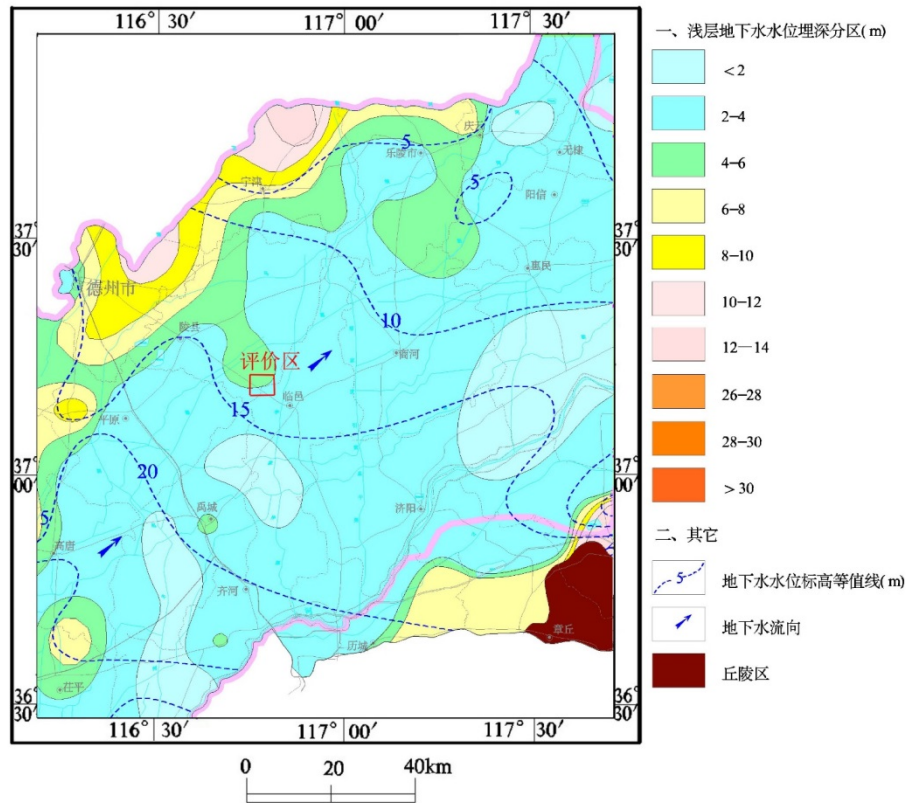 116° 30′
117° 00′
117° 30′
一、浅层地下水水位埋深分区( m)
<2
2−4
4−6
6−8
8−10
10−12
12—14
26−28
28−30
>30
二、其它
5
地下水水位标高等值线( m)
地下水流向
丘陵区
5
乐陵市
无棣
宁津
5
阳信
37°
30′
37°
30′
惠民
德州市
10
陵县
商河
评价区
临邑
15
平原
20
37°
00′
37°
00′
禹城
济阳
5
高唐
齐河
历城
章丘
茌平
36°
30′
36°
30′
116° 30′
117° 00′
117° 30′
0
20
40km